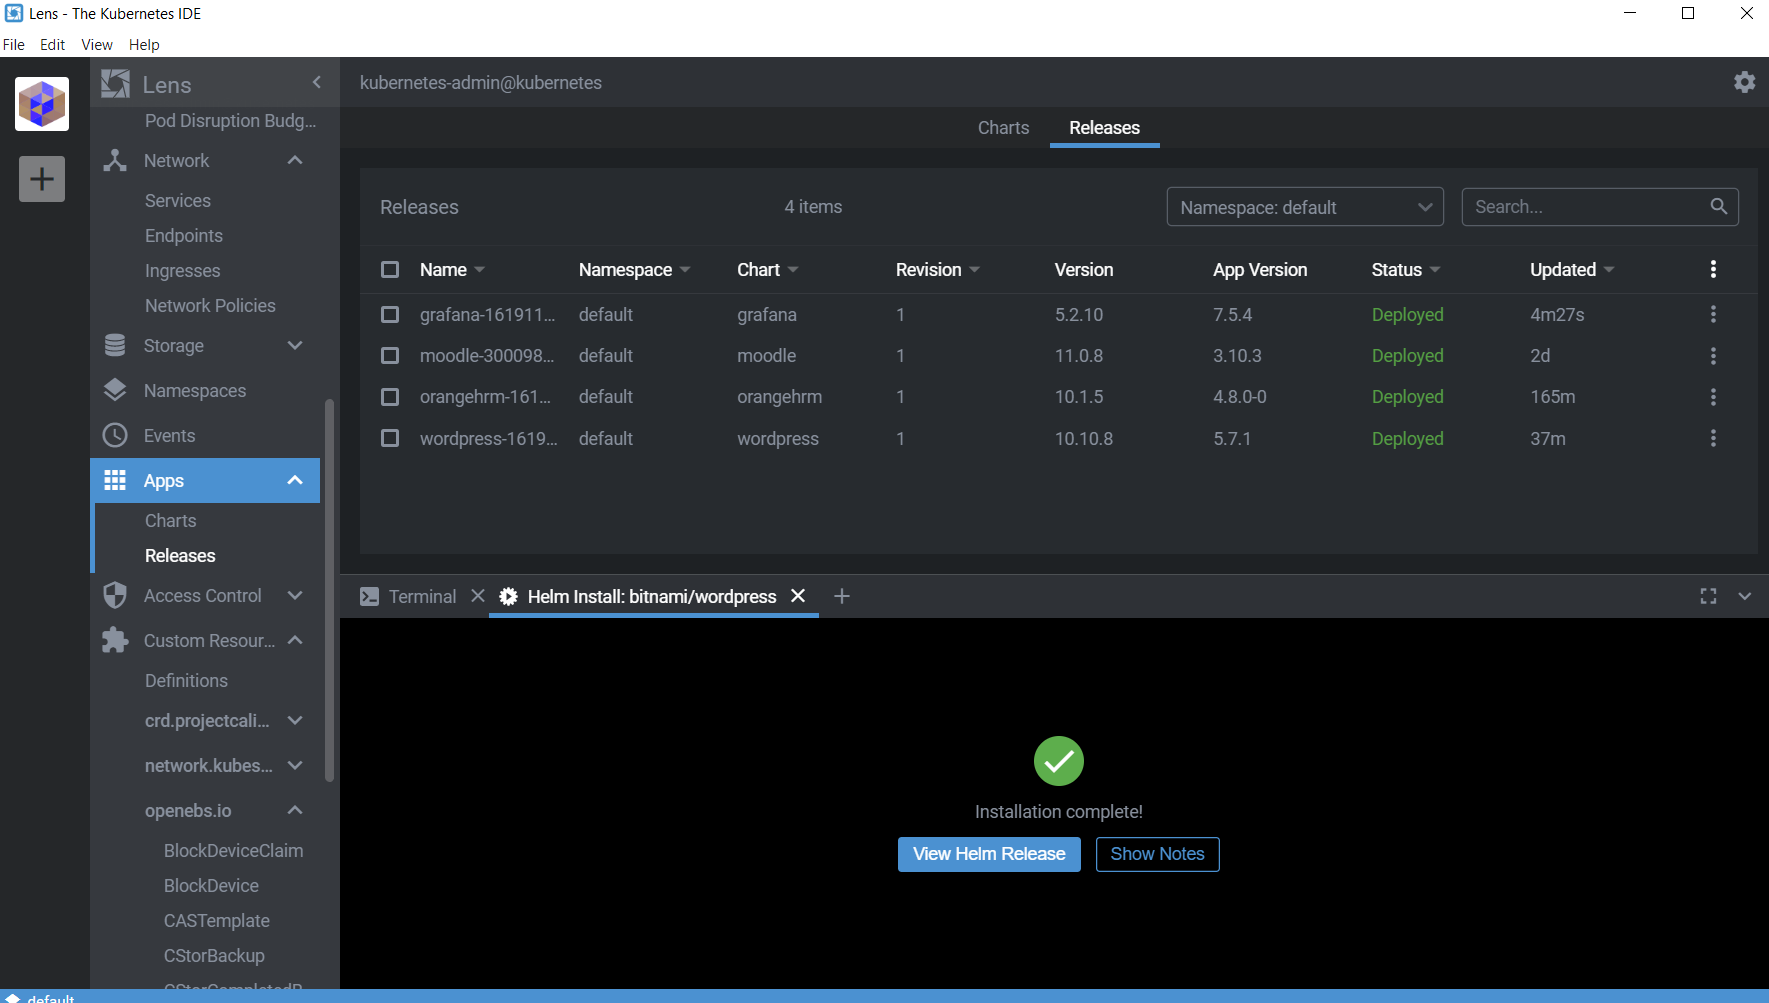 Lens - The Kubernetes IDE
File Edit View Help
Lens
kubernetes-admin@kubernetes
Charts Releases
Pod Disruption Budg...
Network
Services
Endpoints
Ingresses
Network Policies
Storage
Namespaces
Events
Apps
Charts
Releases
Access Control
Custom Resour...
Definitions
crd.projectcali...
network.kubes...
openebs.io
BlockDeviceClaim
BlockDevice
CASTemplate
CStorBackup
CStorCompletedB
Releases 4 items Namespace: default Search...
Name Namespace Chart Revision Version App Version Status Updated
grafana-161911... default grafana 1 5.2.10 7.5.4 Deployed 4m27s
moodle-300098... default moodle 1 11.0.8 3.10.3 Deployed 2d
orangehrm-161... default orangehrm 1 10.1.5 4.8.0-0 Deployed 165m
wordpress-1619... default wordpress 1 10.10.8 5.7.1 Deployed 37m
Terminal Helm Install: bitnami/wordpress
Installation complete!
View Helm Release Show Notes
default